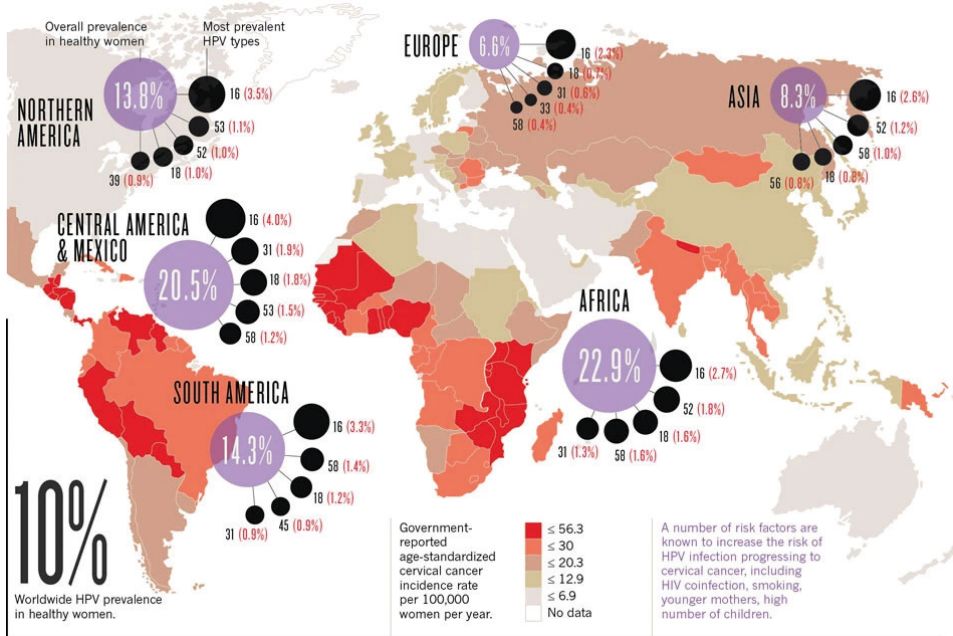 Overall prevalence
in healthy women
Most prevalent
HPV types
NORTHERN
AMERICA
13.8%
16 (3.5%)
53 (1.1%)
52 (1.0%)
18 (1.0%)
39 (0.9%)
EUROPE
6.6%
16 (2.3%)
18 (0.7%)
31 (0.6%)
33 (0.4%)
58 (0.4%)
ASIA
8.3%
16 (2.6%)
52 (1.2%)
58 (1.0%)
18 (0.8%)
56 (0.8%)
CENTRAL AMERICA
& MEXICO
20.5%
16 (4.0%)
31 (1.9%)
18 (1.8%)
53 (1.5%)
58 (1.2%)
AFRICA
22.9%
16 (2.7%)
52 (1.8%)
18 (1.6%)
58 (1.6%)
31 (1.3%)
SOUTH AMERICA
14.3%
16 (3.3%)
58 (1.4%)
18 (1.2%)
45 (0.9%)
31 (0.9%)
10%
Worldwide HPV prevalence
in healthy women.
Government-
reported
age-standardized
cervical cancer
incidence rate
per 100,000
women per year.
≤ 56.3
≤ 30
≤ 20.3
≤ 12.9
≤ 6.9
No data
A number of risk factors are
known to increase the risk of
HPV infection progressing to
cervical cancer, including
HIV coinfection, smoking,
younger mothers, high
number of children.